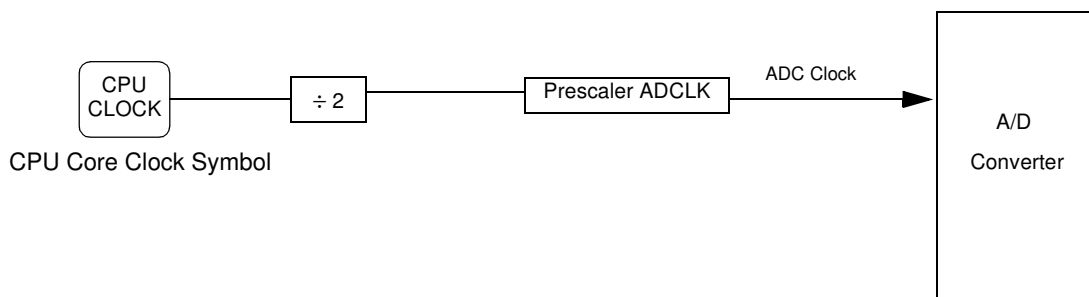 CPU
CLOCK
÷ 2
Prescaler ADCLK
ADC Clock
A/D
Converter
CPU Core Clock Symbol